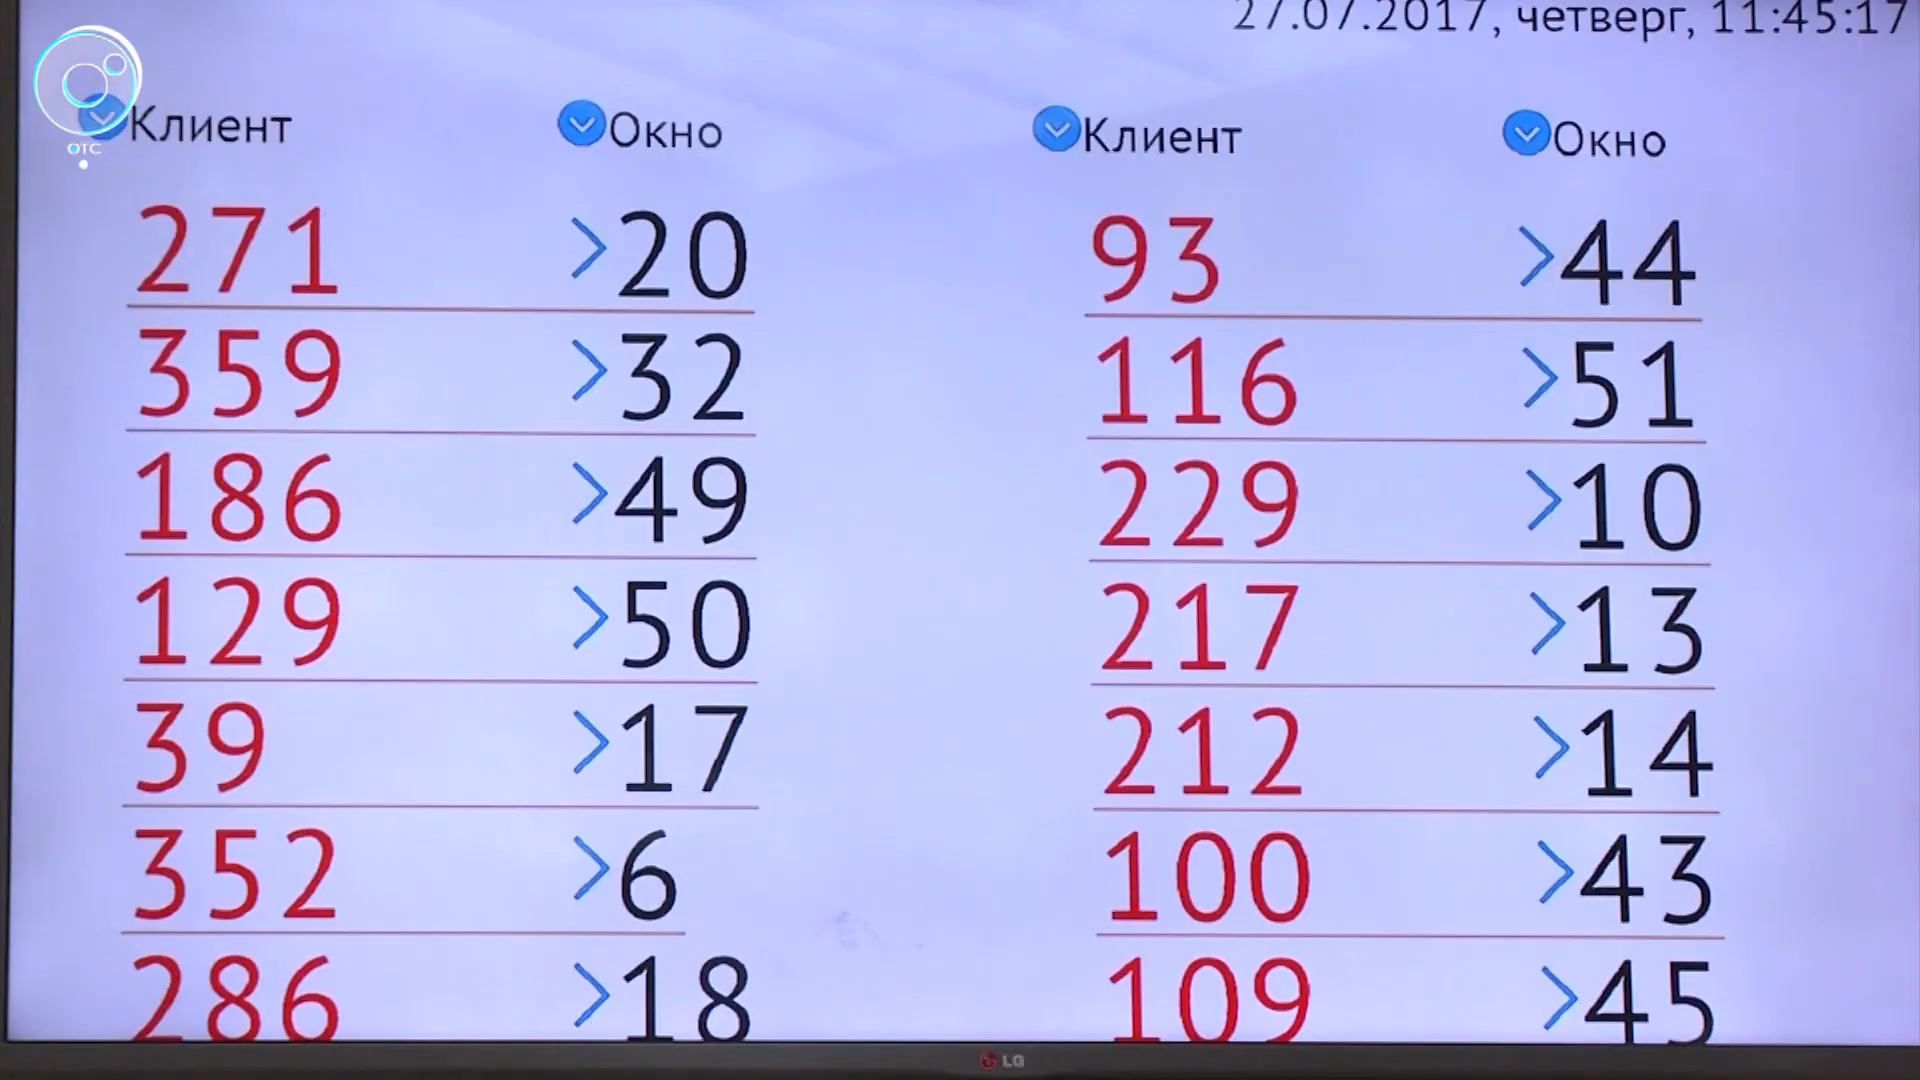 27.07.2017, четверг, 11:45:17
ОТС
Клиент Окно Клиент Окно
271 >20 93 >44
359 >32 116 >51
186 >49 229 >10
129 >50 217 >13
39 >17 212 >14
352 >6 100 >43
286 >18 109 >45
LG